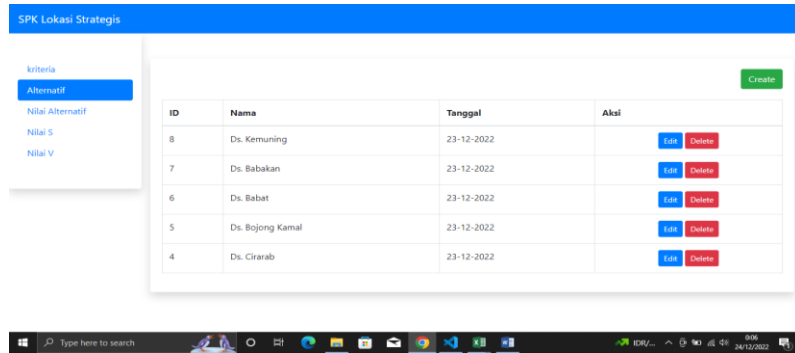 SPK Lokasi Strategis
kriteria
Alternatif
Nilai Alternatif
Nilai S
Nilai V
Create
ID Nama Tanggal Aksi
8 Ds. Kemuning 23-12-2022 Edit Delete
7 Ds. Babakan 23-12-2022 Edit Delete
6 Ds. Babat 23-12-2022 Edit Delete
5 Ds. Bojong Kamal 23-12-2022 Edit Delete
4 Ds. Cirarab 23-12-2022 Edit Delete
Type here to search
IDR/...
0:06
24/12/2022